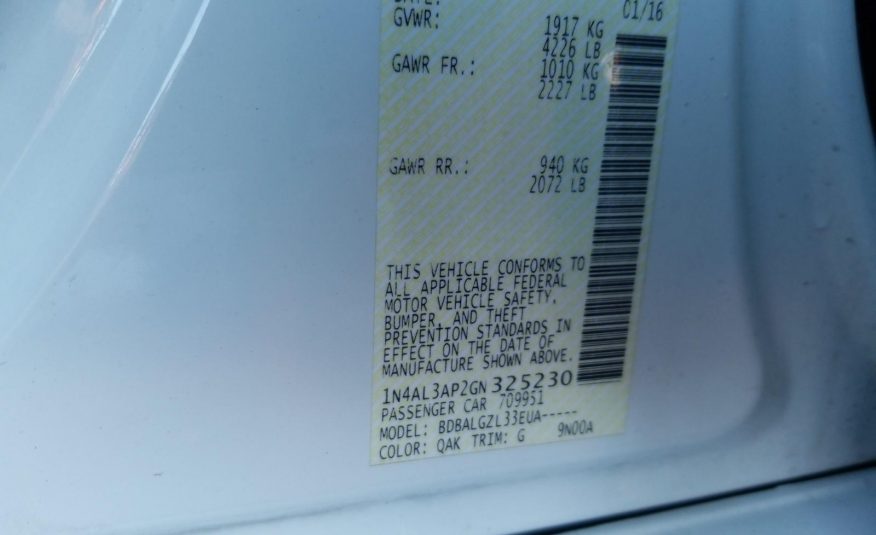 01/16
GVWR: 1917 KG
4226 LB
GAWR FR.: 1010 KG
2227 LB
GAWR RR.: 940 KG
2072 LB
THIS VEHICLE CONFORMS TO
ALL APPLICABLE FEDERAL
MOTOR VEHICLE SAFETY,
BUMPER, AND THEFT
PREVENTION STANDARDS IN
EFFECT ON THE DATE OF
MANUFACTURE SHOWN ABOVE.
1N4AL3AP2GN325230
PASSENGER CAR 709951
MODEL: BDBALGZL33EUA-----
COLOR: QAK TRIM: G 9N00A